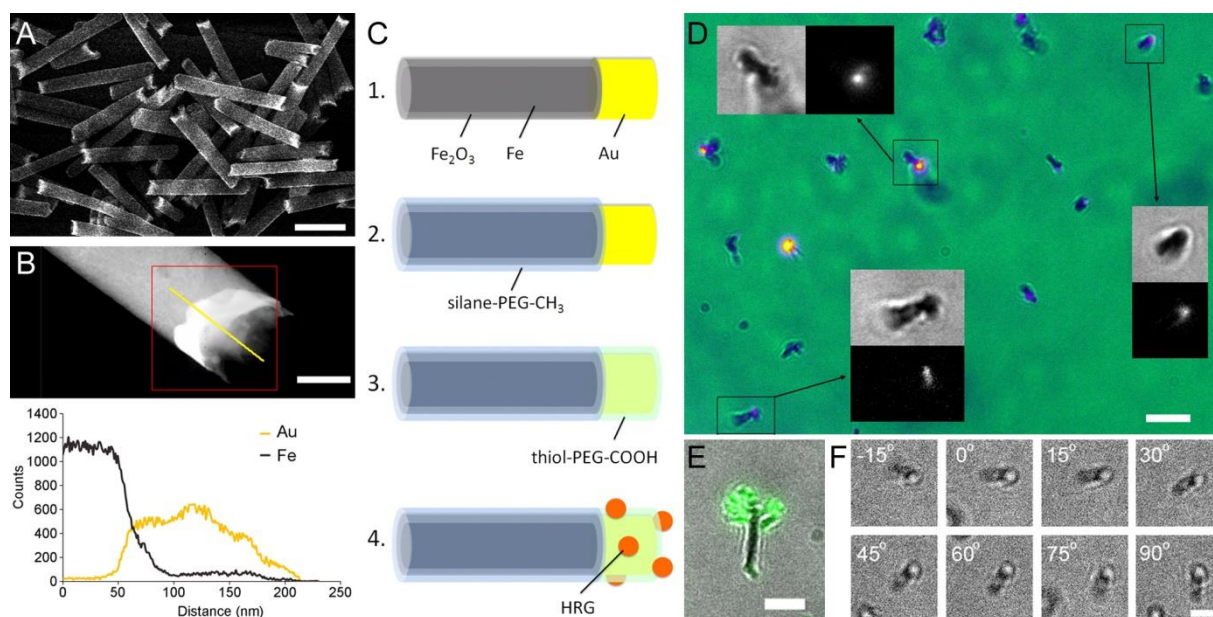 A
B
1400
1200
1000
800
600
400
200
0
Counts
Au
Fe
0
50
100
150
200
250
Distance (nm)
C
1.
Fe₂O₃
Fe
Au
2.
silane-PEG-CH₃
3.
thiol-PEG-COOH
4.
HRG
D
E
F
-15°
0°
15°
30°
45°
60°
75°
90°